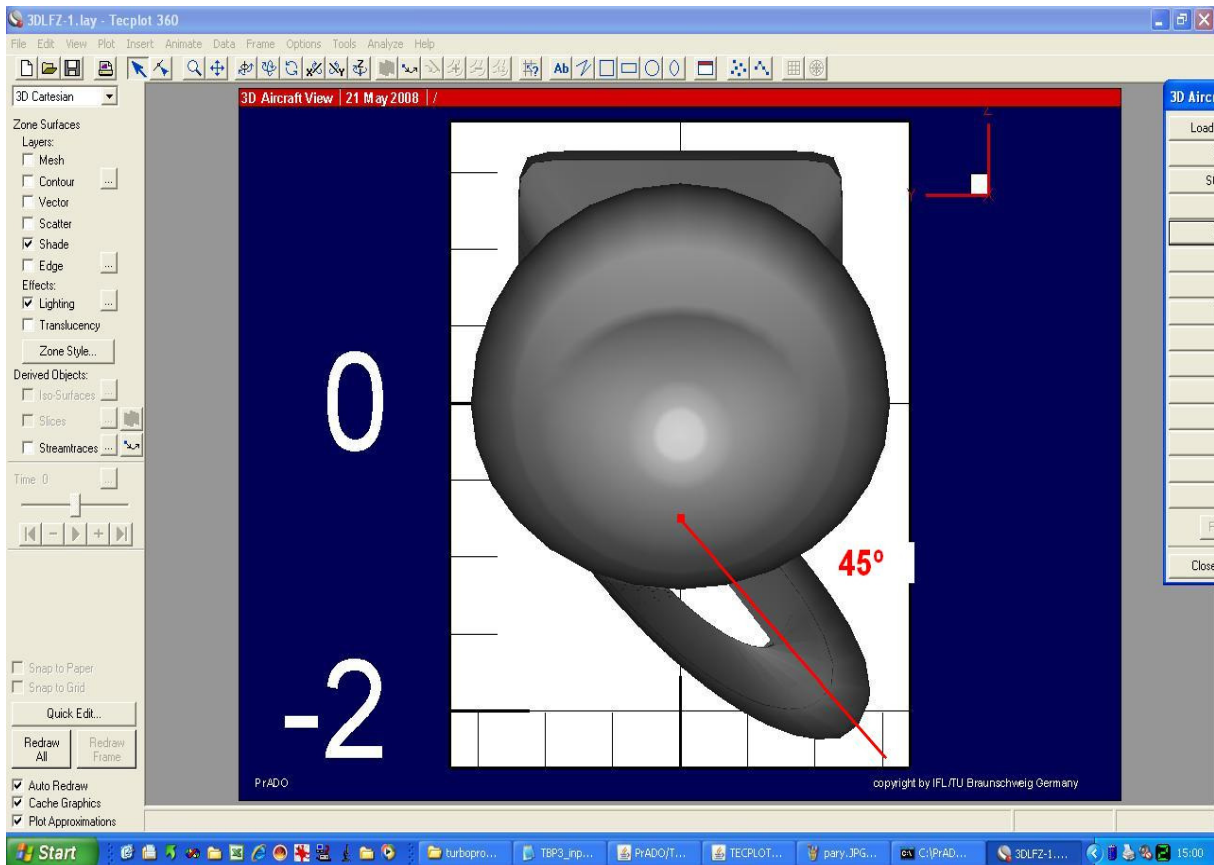 3DLFZ-1.lay - Tecplot 360
File Edit View Plot Insert Animate Data Frame Options Tools Analyze Help
Ab
3D Cartesian
3D Aircraft View | 21 May 2008 | /
3D Airc
Load
Zone Surfaces
Layers:
Mesh
Contour ...
Vector
Scatter
Shade
Edge ...
Effects:
Lighting ...
Translucency
Zone Style...
Derived Objects:
Iso-Surfaces ...
Slices ...
Streamtraces ...
Time 0 ...
Z
Y
X
0
45º
-2
Close
Snap to Paper
Snap to Grid
Quick Edit...
Redraw All
Redraw Frame
Auto Redraw
Cache Graphics
Plot Approximations
PrADO
copyright by IFL/TU Braunschweig Germany
Start
turbopro...
TBP3_inp...
PrADO/T...
TECPLOT...
pary.JPG...
C:\PrAD...
3DLFZ-1....
15:00